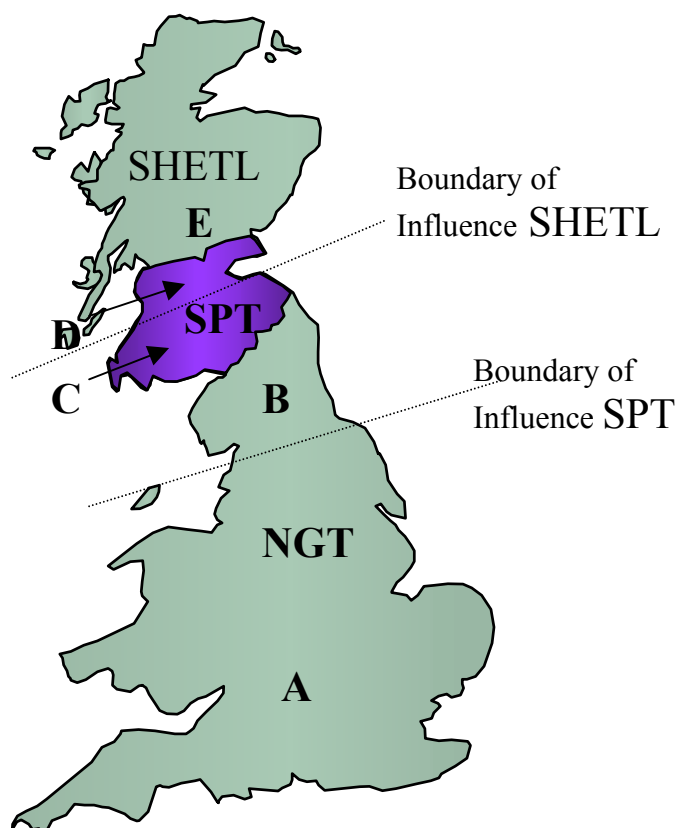 SHETL
Boundary of
Influence SHETL
E
D
SPT
C
B
Boundary of
Influence SPT
NGT
A